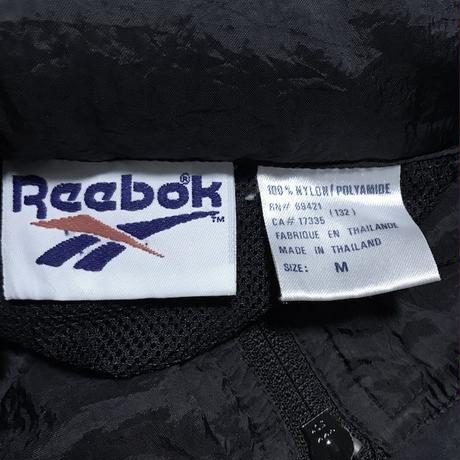 Reebok®
™
100% NYLON/POLYAMIDE
RN# 69421
CA# 17335 (132)
FABRIQUE EN THAILANDE
MADE IN THAILAND
SIZE: M